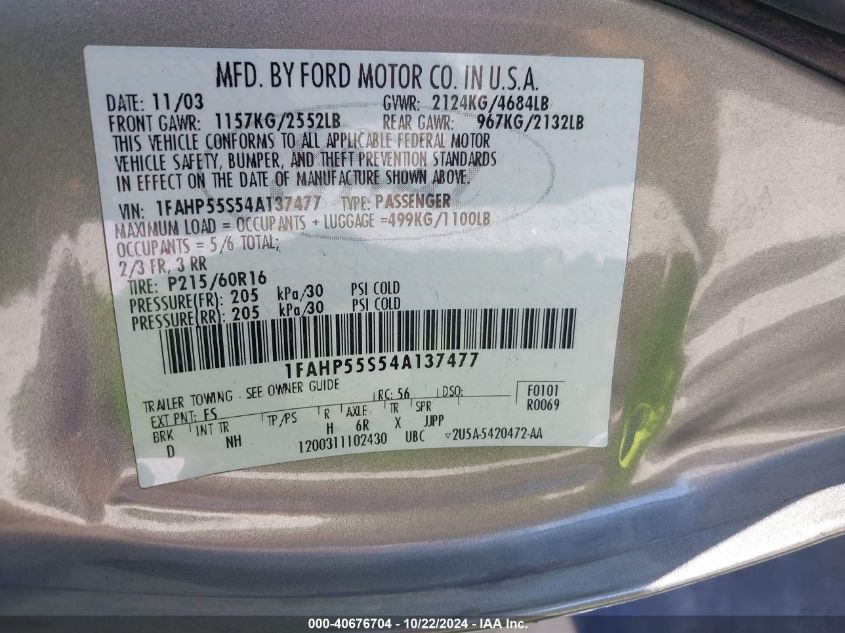 MFD. BY FORD MOTOR CO. IN U.S.A.
DATE: 11/03 GVWR: 2124KG/4684LB
FRONT GAWR: 1157KG/2552LB REAR GAWR: 967KG/2132LB
THIS VEHICLE CONFORMS TO ALL APPLICABLE FEDERAL MOTOR
VEHICLE SAFETY, BUMPER, AND THEFT PREVENTION STANDARDS
IN EFFECT ON THE DATE OF MANUFACTURE SHOWN ABOVE.
VIN: 1FAHP55S54A137477 TYPE: PASSENGER
MAXIMUM LOAD = OCCUPANTS + LUGGAGE =499KG/1100LB
OCCUPANTS = 5/6 TOTAL;
2/3 FR, 3 RR
TIRE: P215/60R16
PRESSURE(FR): 205 kPa/30 PSI COLD
PRESSURE(RR): 205 kPa/30 PSI COLD
1FAHP55S54A137477
TRAILER TOWING . SEE OWNER GUIDE
EXT PNT: FS RC: 56 DSO: F0101
R0069
BRK INT TR TP/PS R AXLE TR SPR
D NH H 6R X JJPP
1200311102430 UBC ▽2U5A-5420472-AA
000-40676704 - 10/22/2024 - IAA Inc.